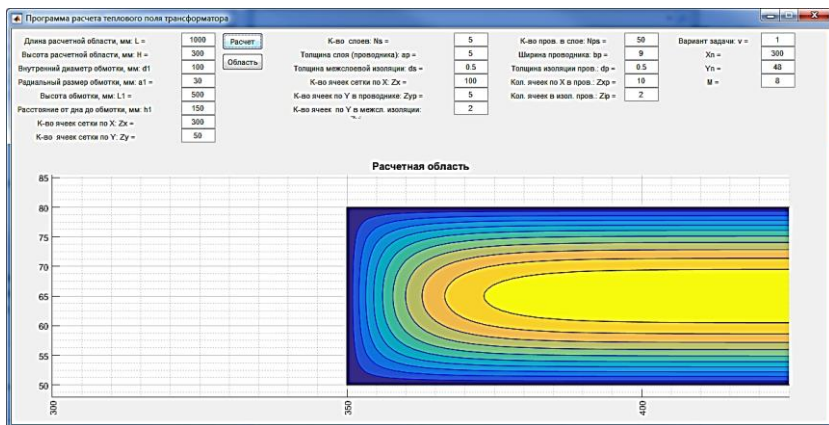 Программа расчета теплового поля трансформатора
Длина расчетной области, мм: L = 1000
Высота расчетной области, мм: H = 300
Внутренний диаметр обмотки, мм: d1 100
Радиальный размер обмотки, мм: a1 = 30
Высота обмотки, мм: L1 = 500
Расстояние от дна до обмотки, мм: h1 150
К-во ячеек сетки по X: Zx = 300
К-во ячеек сетки по Y: Zy = 50
Расчет
Область
К-во слоев: Ns = 5
Толщина слоя (проводника): ap = 5
Толщина межслоевой изоляции: ds = 0.5
К-во ячеек сетки по X: Zx = 100
К-во ячеек по Y в проводнике: Zyp = 5
К-во ячеек по Y в межсл. изоляции: 2
К-во пров. в слое: Nps = 50
Ширина проводника: bp = 9
Толщина изоляции пров.: dp = 0.5
Кол. ячеек по X в пров.: Zxp = 10
Кол. ячеек в изол. пров.: Zip = 2
Вариант задачи: v = 1
Xn = 300
Yn = 48
M = 8
Расчетная область
85
80
75
70
65
60
55
50
300
350
400